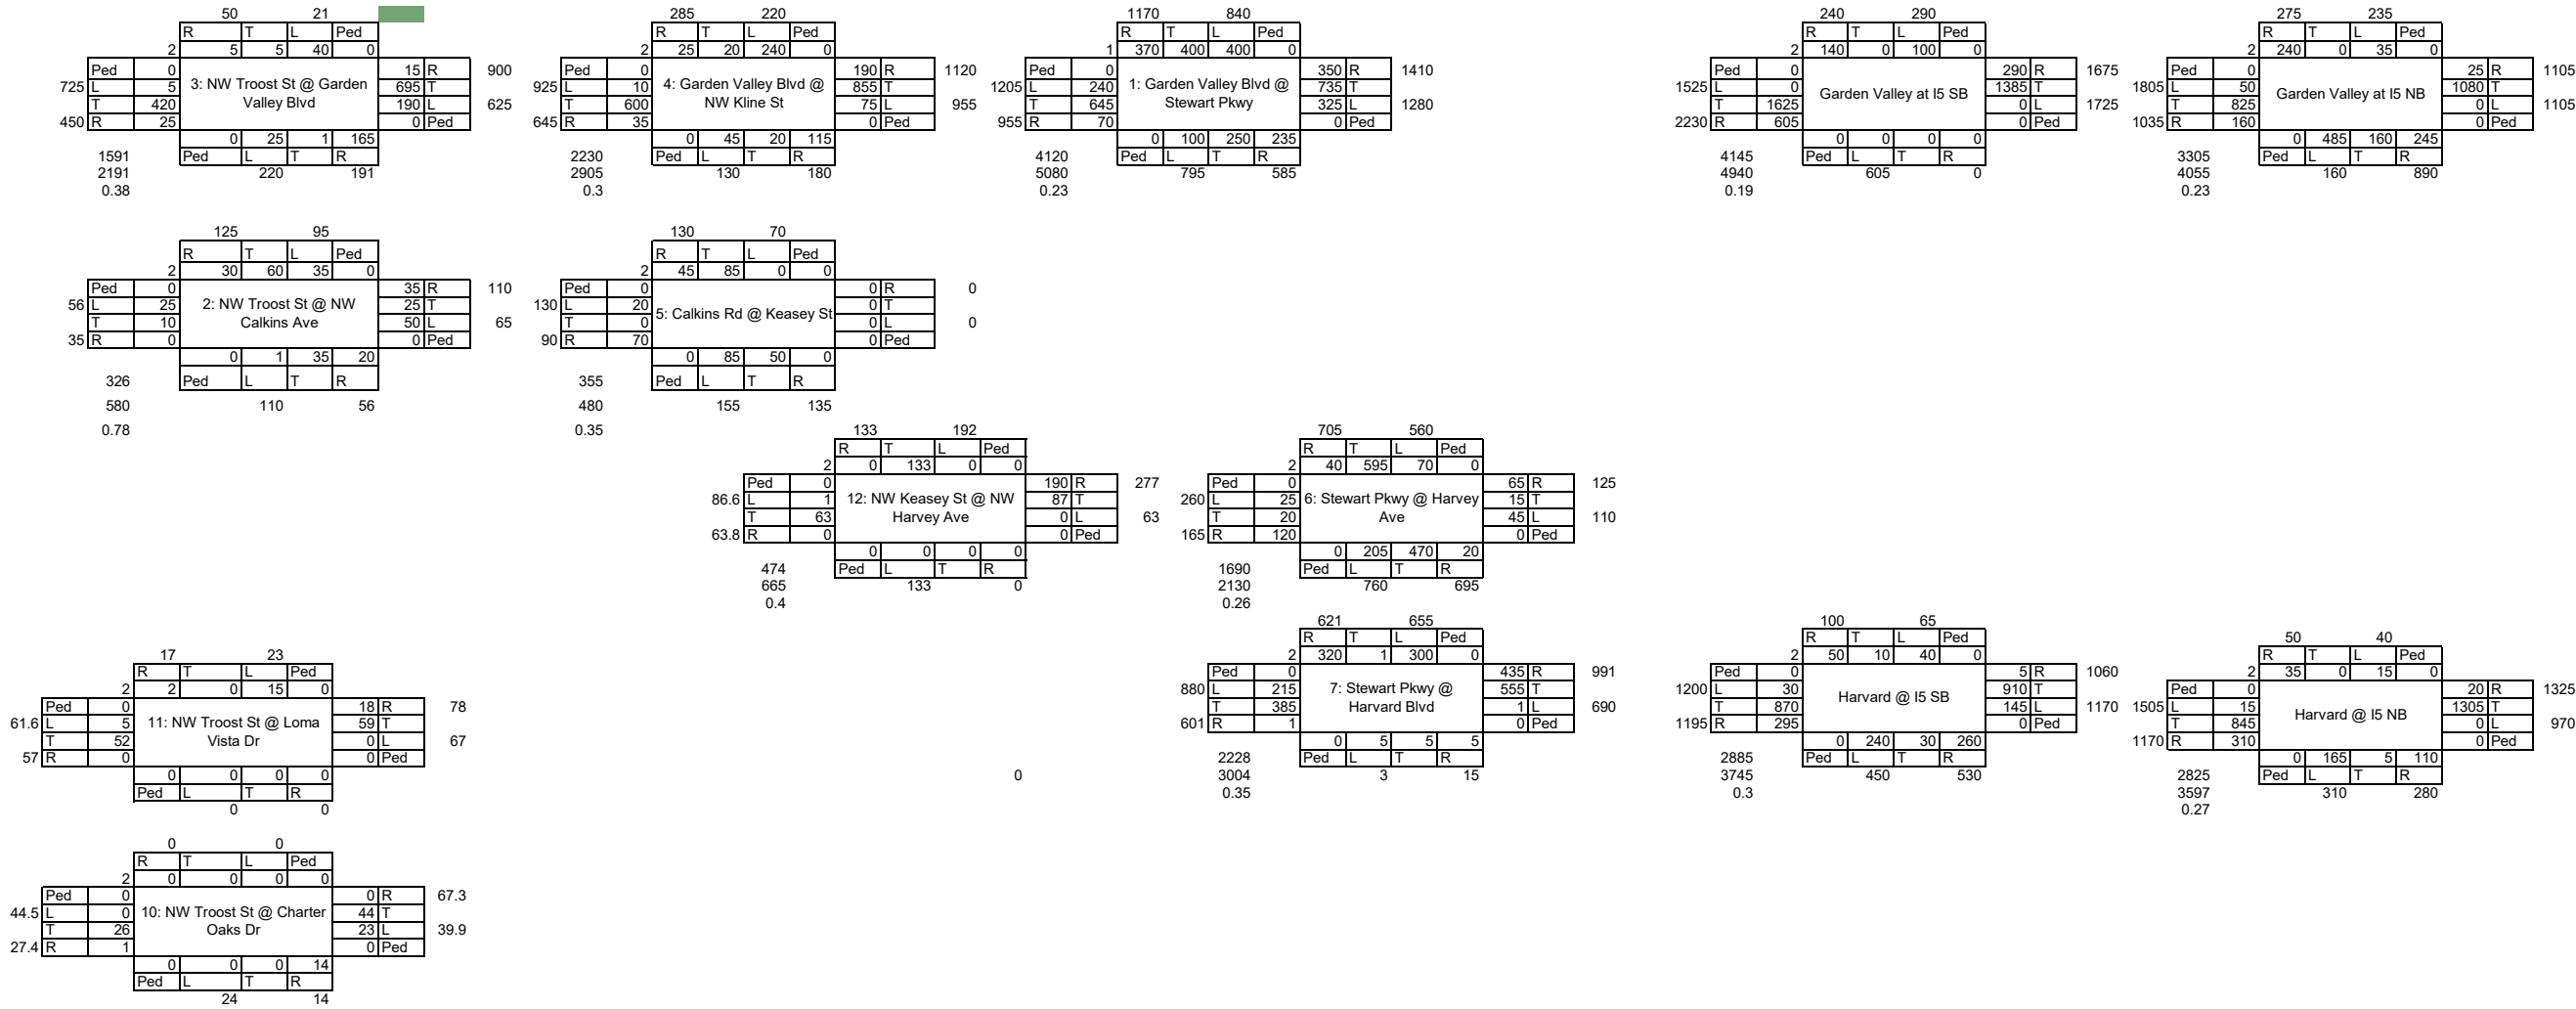 50 21
R T L Ped
2 5 5 40 0
Ped 0 3: NW Troost St @ Garden Valley Blvd 15 R 900
725 L 5 695 T
T 420 190 L 625
450 R 25 0 Ped
0 25 1 165
1591 Ped L T R
2191 220 191
0.38
285 220
R T L Ped
2 25 20 240 0
Ped 0 4: Garden Valley Blvd @ NW Kline St 190 R 1120
925 L 10 855 T
T 600 75 L 955
645 R 35 0 Ped
0 45 20 115
2230 Ped L T R
2905 130 180
0.3
1170 840
R T L Ped
1 370 400 400 0
Ped 0 1: Garden Valley Blvd @ Stewart Pkwy 350 R 1410
1205 L 240 735 T
T 645 325 L 1280
955 R 70 0 Ped
0 100 250 235
4120 Ped L T R
5080 795 585
0.23
240 290
R T L Ped
2 140 0 100 0
Ped 0 Garden Valley at I5 SB 290 R 1675
1525 L 0 1385 T
T 1625 0 L 1725
2230 R 605 0 Ped
0 0 0 0
4145 Ped L T R
4940 605 0
0.19
275 235
R T L Ped
2 240 0 35 0
Ped 0 Garden Valley at I5 NB 25 R 1105
1805 L 50 1080 T
T 825 0 L 1105
1035 R 160 0 Ped
0 485 160 245
3305 Ped L T R
4055 160 890
0.23
125 95
R T L Ped
2 30 60 35 0
Ped 0 2: NW Troost St @ NW Calkins Ave 35 R 110
56 L 25 25 T
T 10 50 L 65
35 R 0 0 Ped
0 1 35 20
326 Ped L T R
580 110 56
0.78
130 70
R T L Ped
2 45 85 0 0
Ped 0 5: Calkins Rd @ Keasey St 0 R 0
130 L 20 0 T
T 0 0 L 0
90 R 70 0 Ped
0 85 50 0
355 Ped L T R
480 155 135
0.35
133 192
R T L Ped
2 0 133 0 0
Ped 0 12: NW Keasey St @ NW Harvey Ave 190 R 277
86.6 L 1 87 T
T 63 0 L 63
63.8 R 0 0 Ped
0 0 0 0
474 Ped L T R
665 133 0
0.4
705 560
R T L Ped
2 40 595 70 0
Ped 0 6: Stewart Pkwy @ Harvey Ave 65 R 125
260 L 25 15 T
T 20 45 L 110
165 R 120 0 Ped
0 205 470 20
1690 Ped L T R
2130 760 695
0.26
17 23
R T L Ped
2 2 0 15 0
Ped 0 11: NW Troost St @ Loma Vista Dr 18 R 78
61.6 L 5 59 T
T 52 0 L 67
57 R 0 0 Ped
0 0 0 0
Ped L T R
0 0
0
621 655
R T L Ped
2 320 1 300 0
Ped 0 7: Stewart Pkwy @ Harvard Blvd 435 R 991
880 L 215 555 T
T 385 1 L 690
601 R 1 0 Ped
0 5 5 5
2228 Ped L T R
3004 3 15
0.35
100 65
R T L Ped
2 50 10 40 0
Ped 0 Harvard @ I5 SB 5 R 1060
1200 L 30 910 T
T 870 145 L 1170
1195 R 295 0 Ped
0 240 30 260
2885 Ped L T R
3745 450 530
0.3
50 40
R T L Ped
2 35 0 15 0
Ped 0 Harvard @ I5 NB 20 R 1325
1505 L 15 1305 T
T 845 0 L 970
1170 R 310 0 Ped
0 165 5 110
2825 Ped L T R
3597 310 280
0.27
0 0
R T L Ped
2 0 0 0 0
Ped 0 10: NW Troost St @ Charter Oaks Dr 0 R 67.3
44.5 L 0 44 T
T 26 23 L 39.9
27.4 R 1 0 Ped
0 0 0 14
Ped L T R
24 14